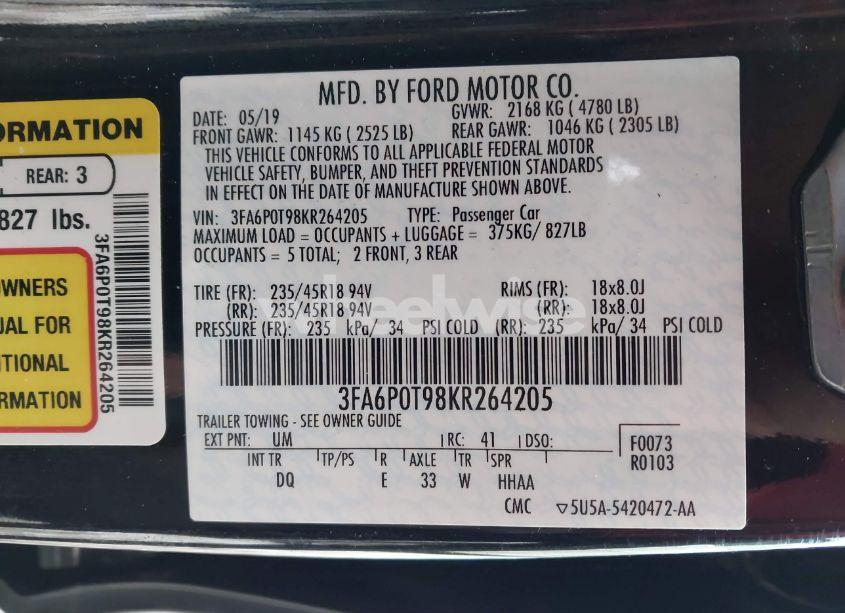 ORMATION
REAR: 3
827 lbs.
WNERS
UAL FOR
ITIONAL
ORMATION
3FA6P0T98KR264205
MFD. BY FORD MOTOR CO.
DATE: 05/19 GVWR: 2168 KG ( 4780 LB)
FRONT GAWR: 1145 KG ( 2525 LB) REAR GAWR: 1046 KG ( 2305 LB)
THIS VEHICLE CONFORMS TO ALL APPLICABLE FEDERAL MOTOR
VEHICLE SAFETY, BUMPER, AND THEFT PREVENTION STANDARDS
IN EFFECT ON THE DATE OF MANUFACTURE SHOWN ABOVE.
VIN: 3FA6P0T98KR264205 TYPE: Passenger Car
MAXIMUM LOAD = OCCUPANTS + LUGGAGE = 375KG/ 827LB
OCCUPANTS = 5 TOTAL; 2 FRONT, 3 REAR
TIRE (FR): 235/45R18 94V RIMS (FR): 18x8.0J
(RR): 235/45R18 94V (RR): 18x8.0J
PRESSURE (FR): 235 kPa/ 34 PSI COLD (RR): 235 kPa/ 34 PSI COLD
wheelwise
3FA6P0T98KR264205
TRAILER TOWING - SEE OWNER GUIDE
EXT PNT: UM RC: 41 DSO: F0073
INT TR TP/PS R AXLE TR SPR R0103
DQ E 33 W HHAA
CMC ▽5U5A-5420472-AA